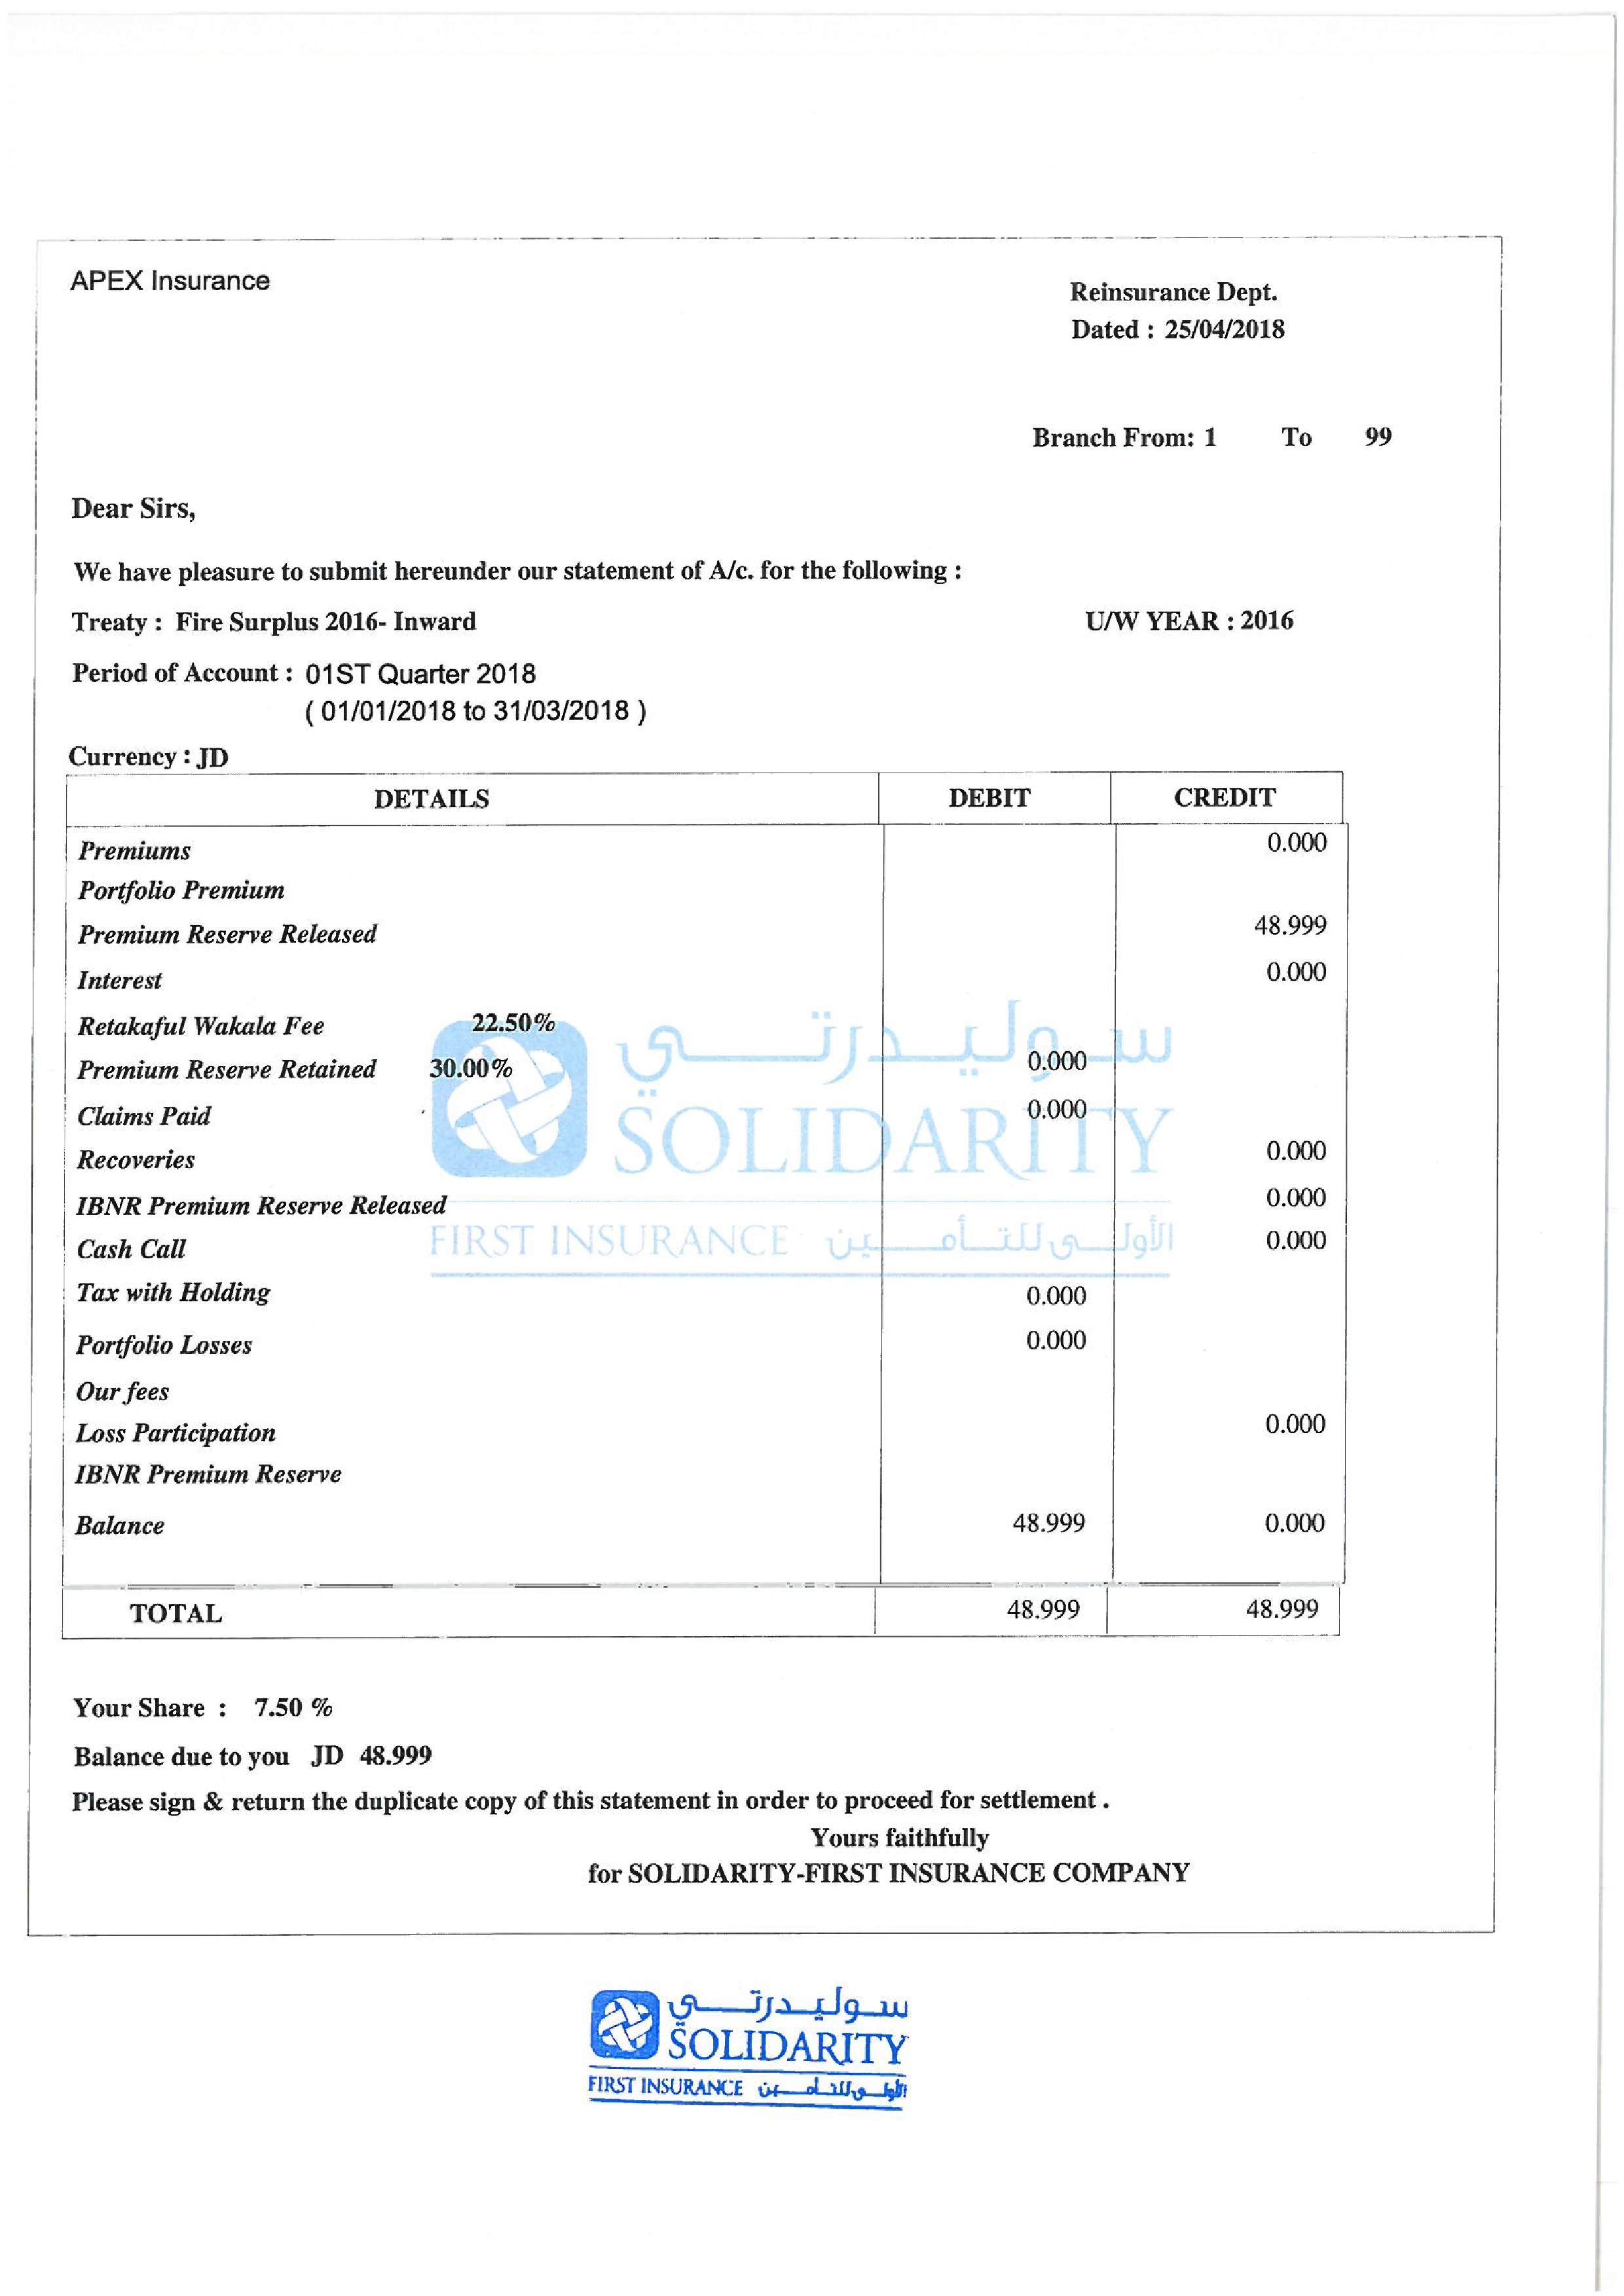 APEX Insurance
Reinsurance Dept.
Dated : 25/04/2018
Branch From: 1 To 99
Dear Sirs,
We have pleasure to submit hereunder our statement of A/c. for the following :
Treaty : Fire Surplus 2016- Inward U/W YEAR : 2016
Period of Account : 01ST Quarter 2018
( 01/01/2018 to 31/03/2018 )
Currency : JD
DETAILS DEBIT CREDIT
Premiums 0.000
Portfolio Premium
Premium Reserve Released 48.999
Interest 0.000
Retakaful Wakala Fee 22.50%
Premium Reserve Retained 30.00% 0.000
Claims Paid 0.000
Recoveries 0.000
IBNR Premium Reserve Released 0.000
Cash Call 0.000
Tax with Holding 0.000
Portfolio Losses 0.000
Our fees
Loss Participation 0.000
IBNR Premium Reserve
Balance 48.999 0.000
TOTAL 48.999 48.999
سوليدرتي
SOLIDARITY
FIRST INSURANCE الأولى للتأمين
Your Share : 7.50 %
Balance due to you JD 48.999
Please sign & return the duplicate copy of this statement in order to proceed for settlement .
Yours faithfully
for SOLIDARITY-FIRST INSURANCE COMPANY
سوليدرتي
SOLIDARITY
FIRST INSURANCE الأولى للتأمين